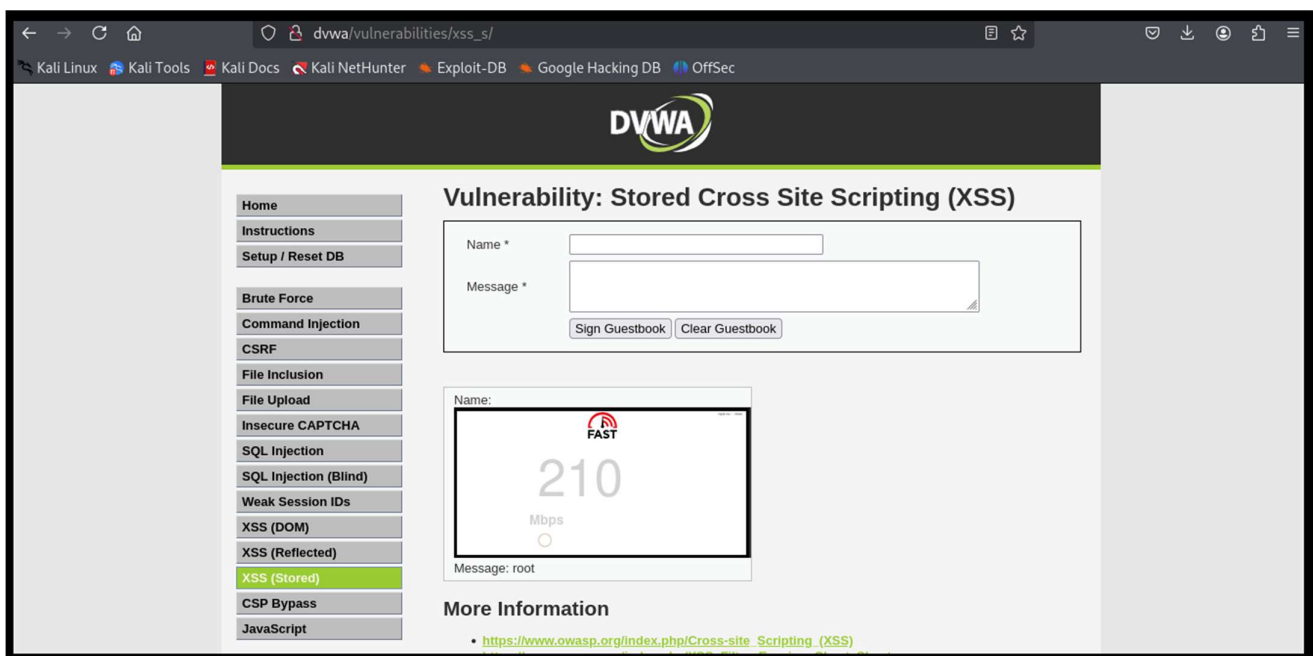 dvwa/vulnerabilities/xss_s/
Kali Linux Kali Tools Kali Docs Kali NetHunter Exploit-DB Google Hacking DB OffSec
DVWA
Home
Instructions
Setup / Reset DB
Brute Force
Command Injection
CSRF
File Inclusion
File Upload
Insecure CAPTCHA
SQL Injection
SQL Injection (Blind)
Weak Session IDs
XSS (DOM)
XSS (Reflected)
XSS (Stored)
CSP Bypass
JavaScript
Vulnerability: Stored Cross Site Scripting (XSS)
Name *
Message *
Sign Guestbook Clear Guestbook
Name:
FAST
210
Mbps
Message: root
More Information
https://www.owasp.org/index.php/Cross-site_Scripting_(XSS)